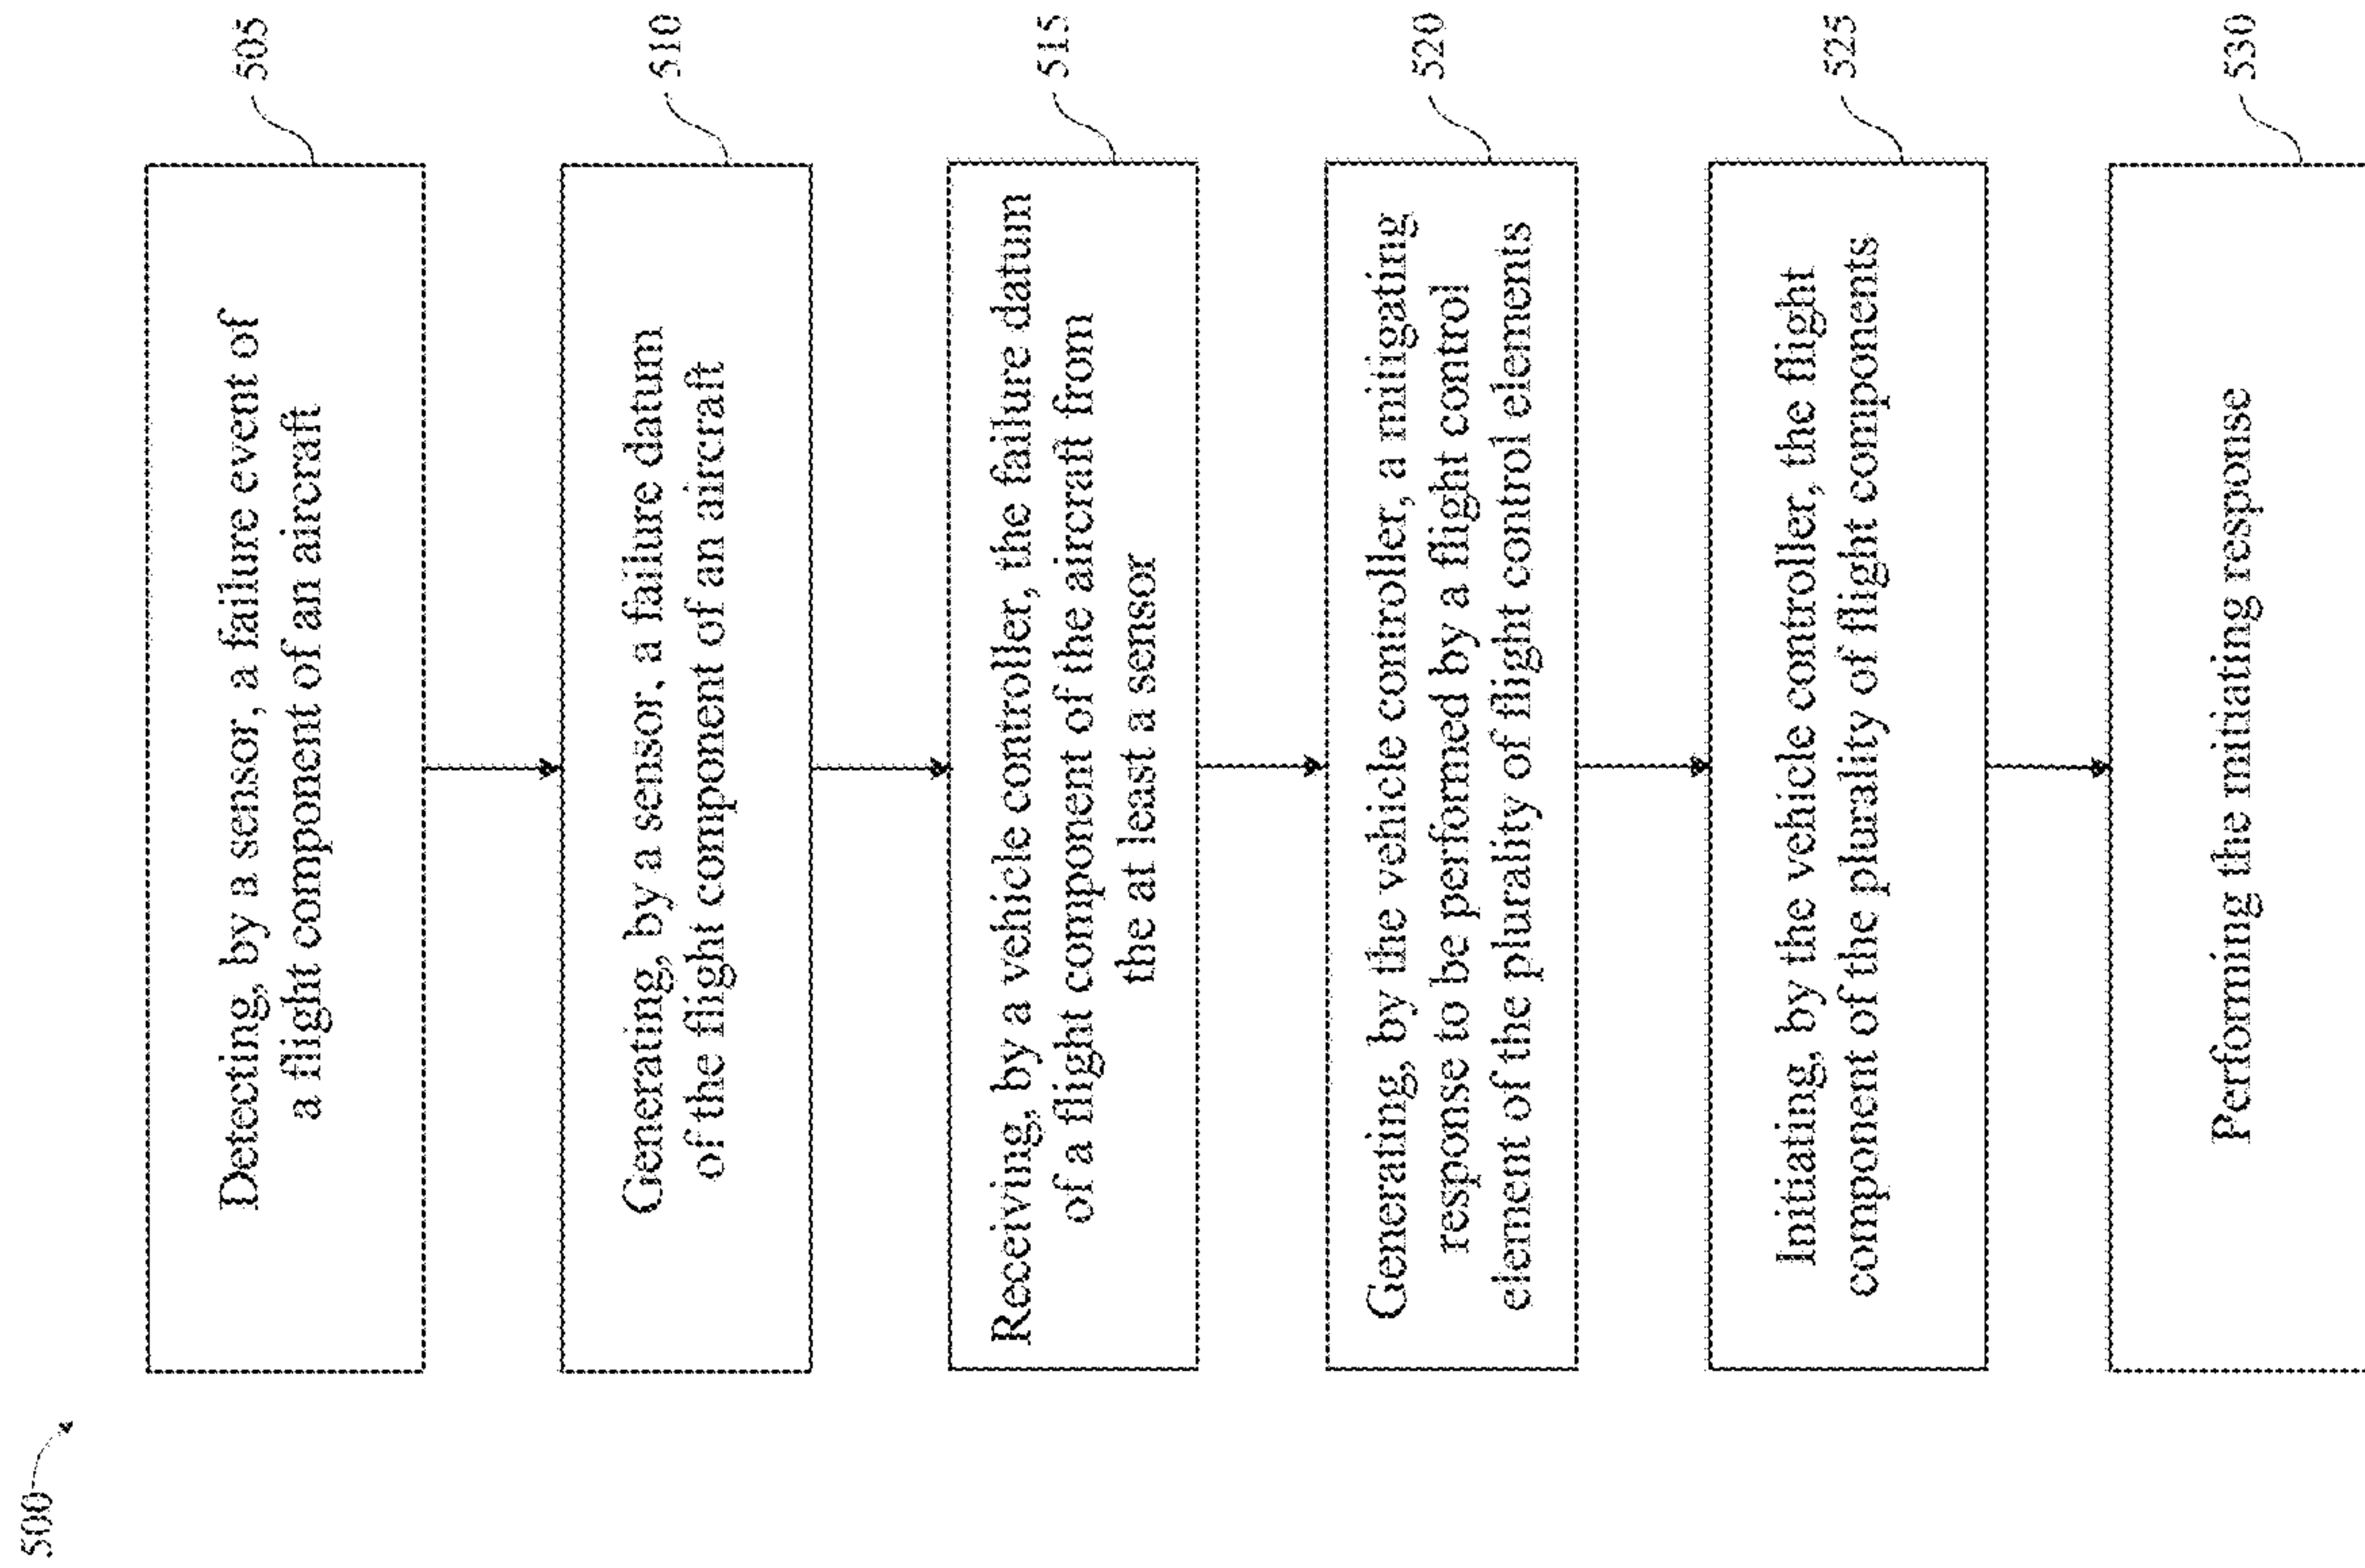 500
Detecting, by a sensor, a failure event of
a flight component of an aircraft
505
Generating, by a sensor, a failure datum
of the flight component of an aircraft
510
Receiving, by a vehicle controller, the failure datum
of a flight component of the aircraft from
the at least a sensor
515
Generating, by the vehicle controller, a mitigating
response to be performed by a flight control
element of the plurality of flight control elements
520
Initiating, by the vehicle controller, the flight
component of the plurality of flight components
525
Performing the mitiating response
530